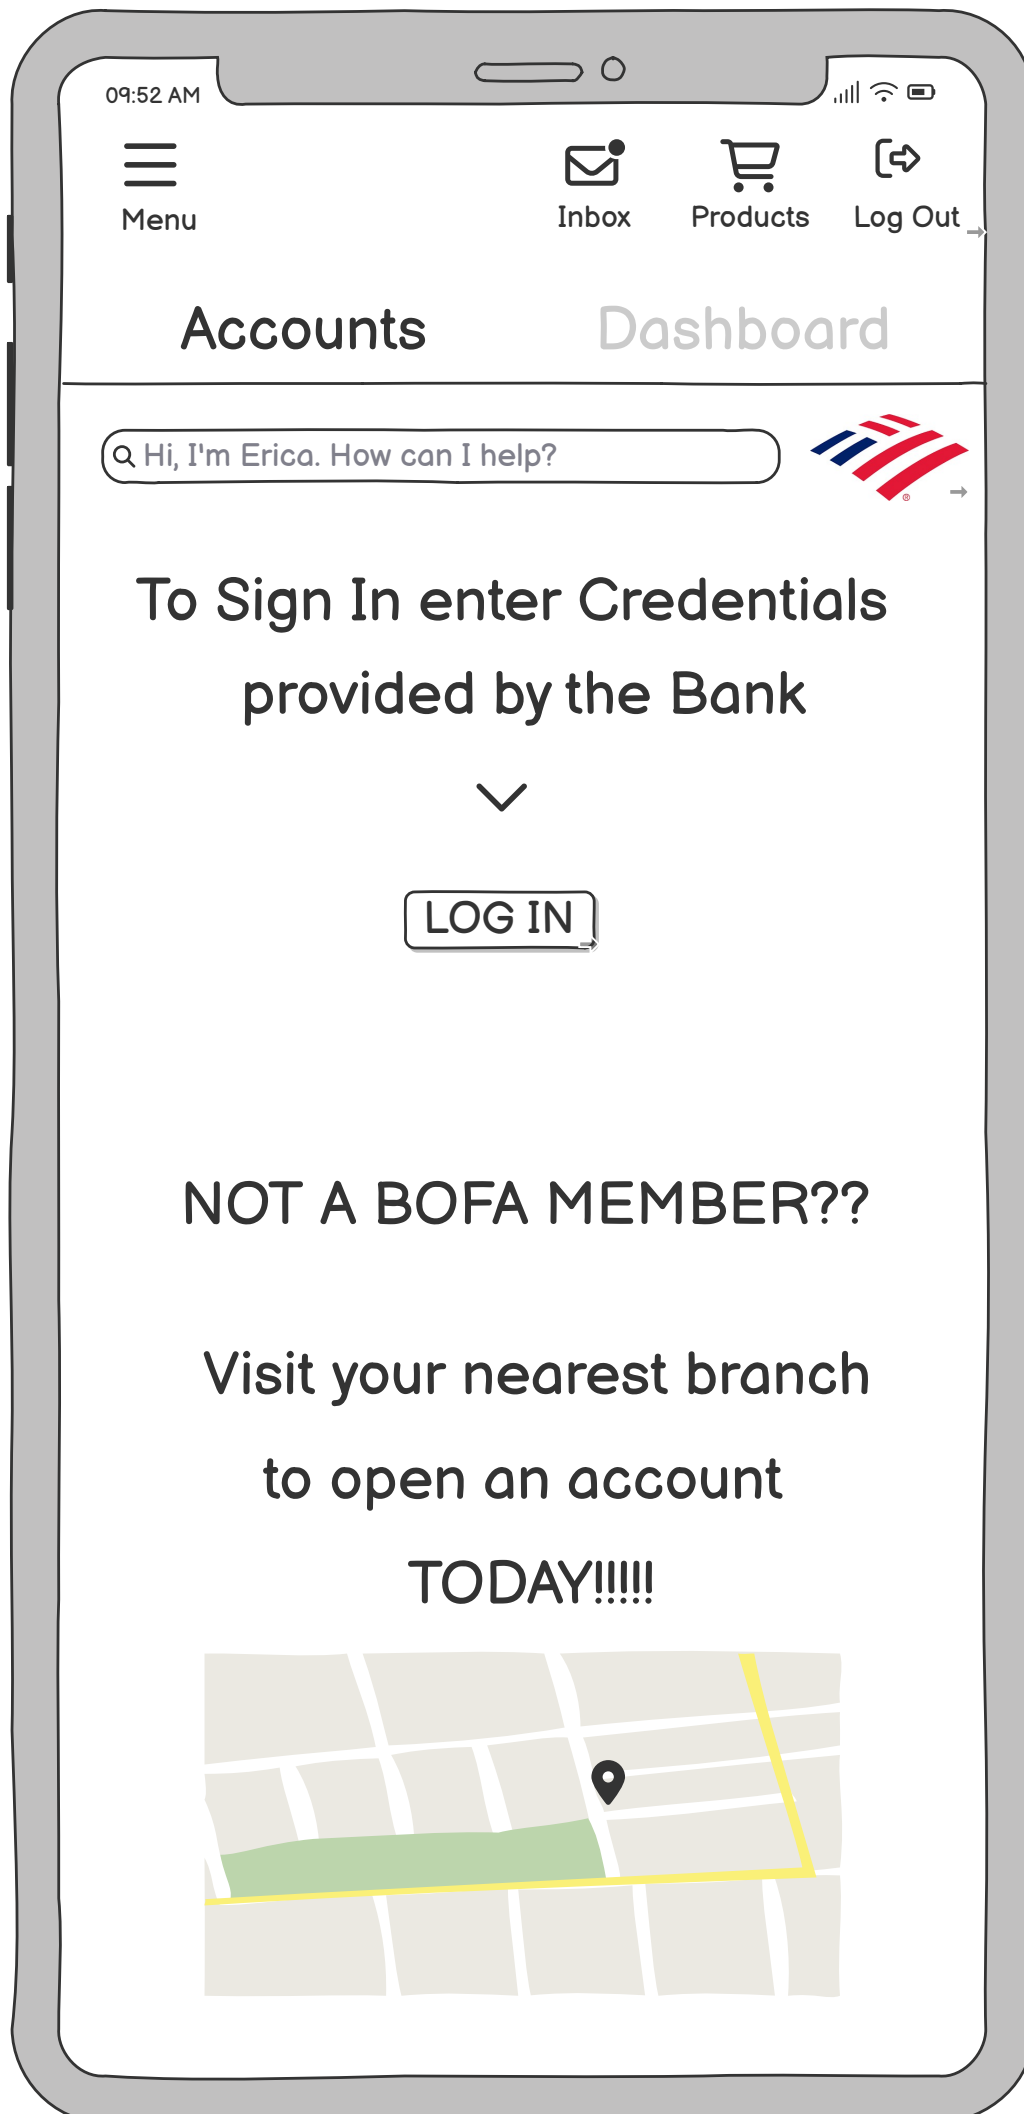 09:52 AM
Menu
Inbox
Products
Log Out
Accounts
Dashboard
Hi, I'm Erica. How can I help?
®
To Sign In enter Credentials
provided by the Bank
LOG IN
NOT A BOFA MEMBER??
Visit your nearest branch
to open an account
TODAY!!!!!